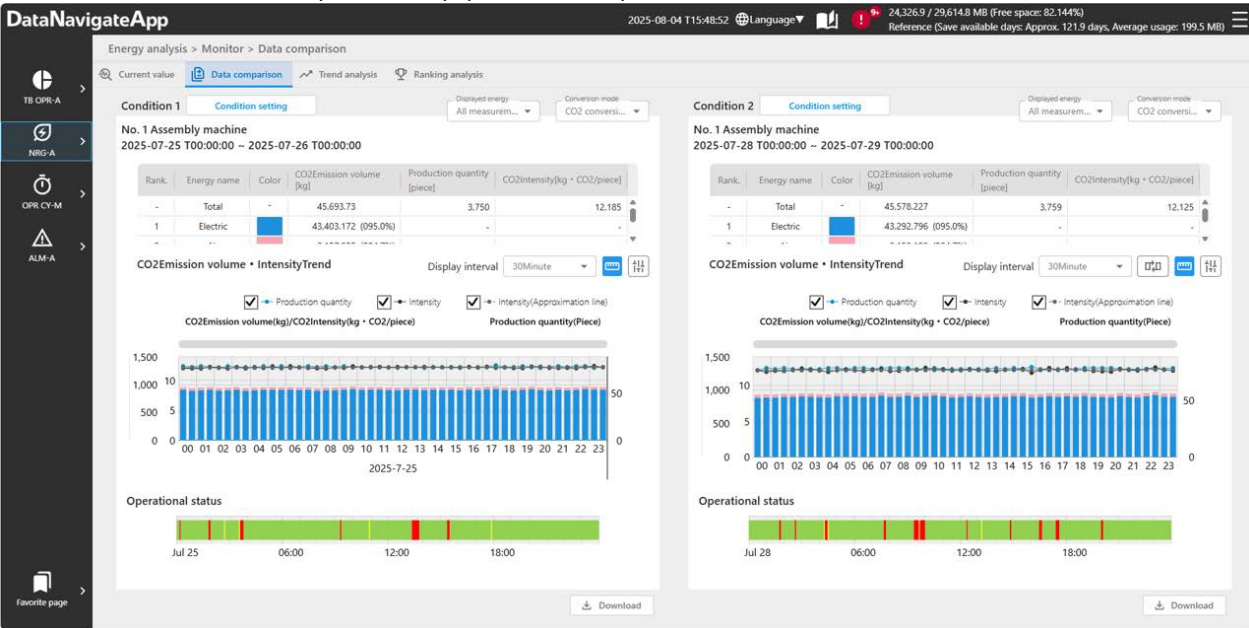 DataNavigateApp
2025-08-04 T15:48:52 Language▼ ! 9+ 24,326.9 / 29,614.8 MB (Free space: 82.144%)
Reference (Save available days: Approx. 121.9 days, Average usage: 199.5 MB)
Energy analysis > Monitor > Data comparison
Current value Data comparison Trend analysis Ranking analysis
TB OPR-A
NRG-A
OPR CY-M
ALM-A
Favorite page
Condition 1 Condition setting
Displayed energy Conversion mode
All measurem... CO2 conversi...
No. 1 Assembly machine
2025-07-25 T00:00:00 ~ 2025-07-26 T00:00:00
Rank. Energy name Color CO2Emission volume [kg] Production quantity [piece] CO2Intensity[kg・CO2/piece]
- Total - 45.693.73 3.750 12.185
1 Electric 43.403.172 (095.0%) -
CO2Emission volume・IntensityTrend Display interval 30Minute
Production quantity Intensity Intensity(Approximation line)
CO2Emission volume(kg)/CO2Intensity(kg・CO2/piece) Production quantity(Piece)
1,500
1,000 10
50
500 5
0 0 0
00 01 02 03 04 05 06 07 08 09 10 11 12 13 14 15 16 17 18 19 20 21 22 23
2025-7-25
Operational status
Jul 25 06:00 12:00 18:00
Download
Condition 2 Condition setting
Displayed energy Conversion mode
All measurem... CO2 conversi...
No. 1 Assembly machine
2025-07-28 T00:00:00 ~ 2025-07-29 T00:00:00
Rank. Energy name Color CO2Emission volume [kg] Production quantity [piece] CO2Intensity[kg・CO2/piece]
- Total - 45.578.227 3.759 12.125
1 Electric 43.292.796 (095.0%) - -
CO2Emission volume・IntensityTrend Display interval 30Minute
Production quantity Intensity Intensity(Approximation line)
CO2Emission volume(kg)/CO2Intensity(kg・CO2/piece) Production quantity(Piece)
1,500
1,000 10
50
500 5
0 0 0
00 01 02 03 04 05 06 07 08 09 10 11 12 13 14 15 16 17 18 19 20 21 22 23
Operational status
Jul 28 06:00 12:00 18:00
Download